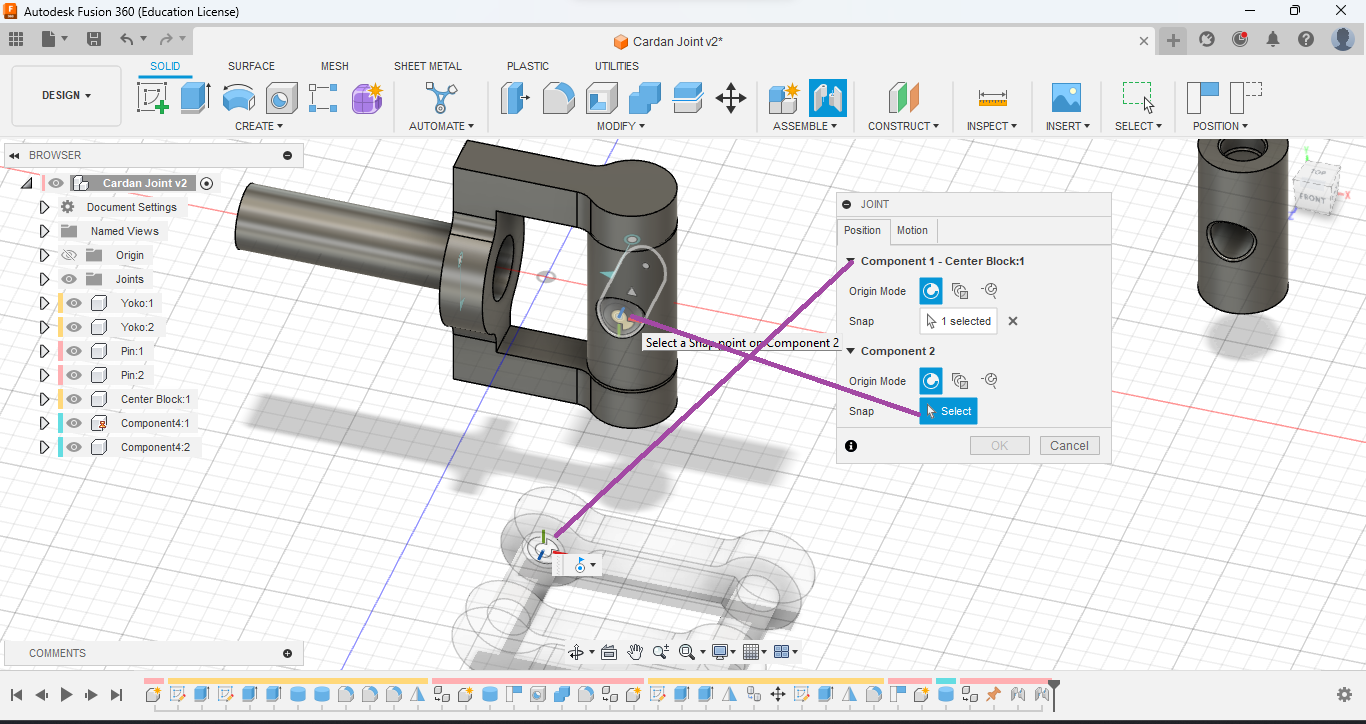 Autodesk Fusion 360 (Education License)
Cardan Joint v2*
SOLID SURFACE MESH SHEET METAL PLASTIC UTILITIES
DESIGN
CREATE AUTOMATE MODIFY ASSEMBLE CONSTRUCT INSPECT INSERT SELECT POSITION
BROWSER
Cardan Joint v2
Document Settings
Named Views
Origin
Joints
Yoko:1
Yoko:2
Pin:1
Pin:2
Center Block:1
Component4:1
Component4:2
TOP
FRONT
X
JOINT
Position Motion
Component 1 - Center Block:1
Origin Mode
Snap 1 selected
Component 2
Origin Mode
Snap Select
OK Cancel
Select a Snap point on Component 2
COMMENTS